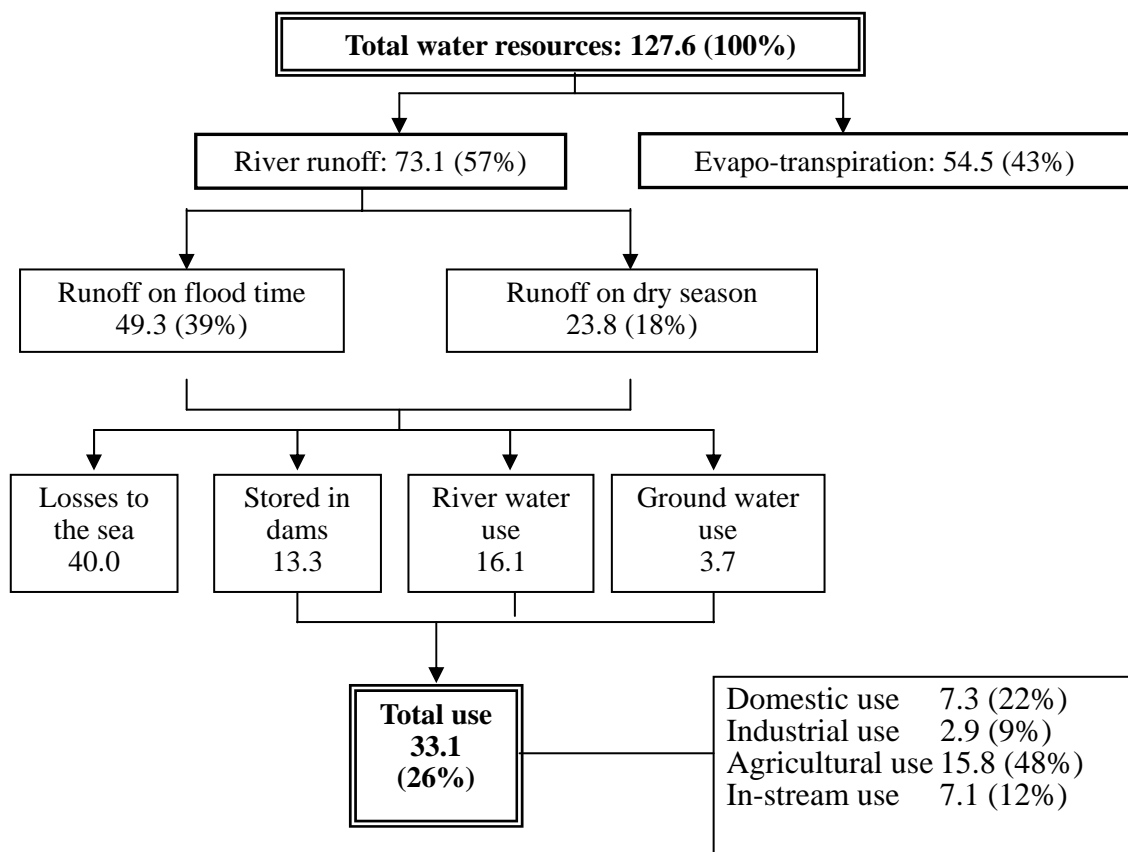 Total water resources: 127.6 (100%)
River runoff: 73.1 (57%)
Evapo-transpiration: 54.5 (43%)
Runoff on flood time
49.3 (39%)
Runoff on dry season
23.8 (18%)
Losses to
the sea
40.0
Stored in
dams
13.3
River water
use
16.1
Ground water
use
3.7
Total use
33.1
(26%)
Domestic use 7.3 (22%)
Industrial use 2.9 (9%)
Agricultural use 15.8 (48%)
In-stream use 7.1 (12%)